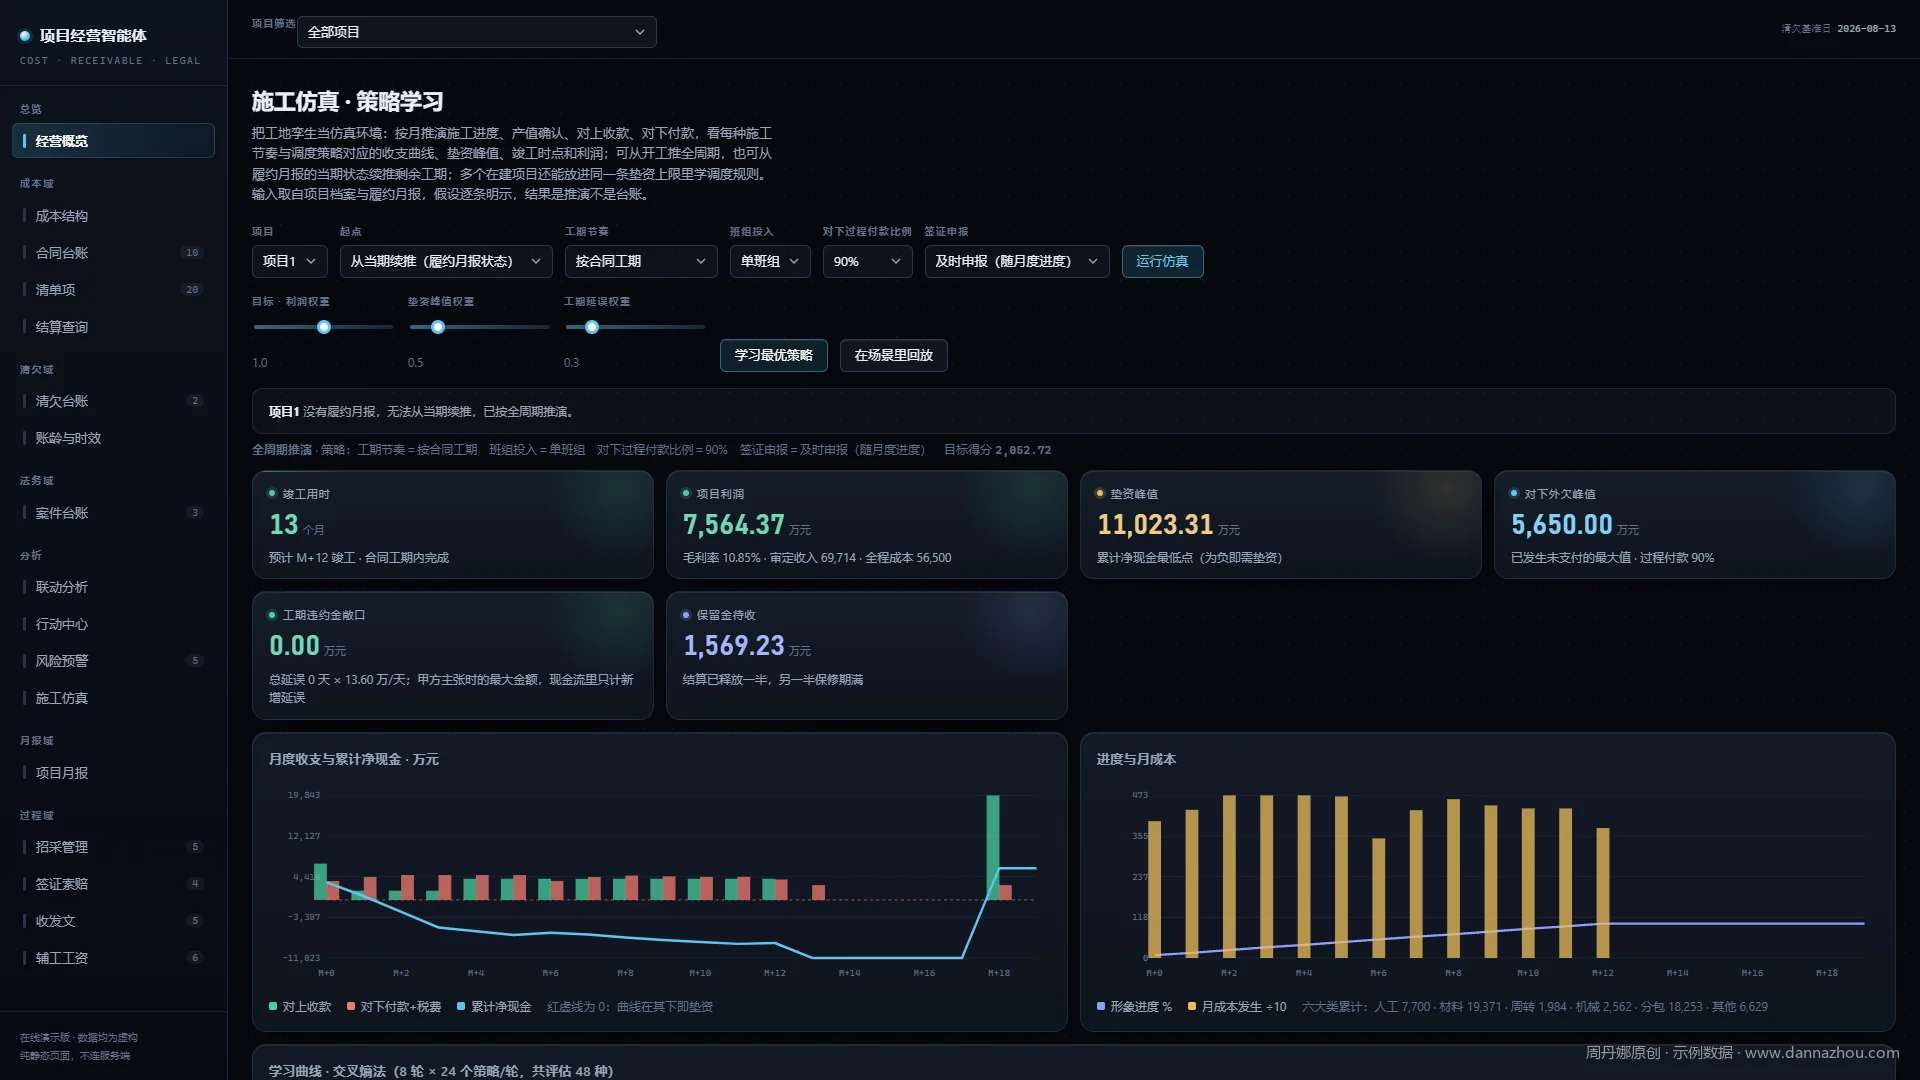 项目经营智能体
COST · RECEIVABLE · LEGAL
总览
经营概览
成本域
成本结构
合同台账 10
清单项 20
结算查询
清欠域
清欠台账 2
账龄与时效
法务域
案件台账 3
分析
联动分析
行动中心
风险预警 5
施工仿真
月报域
项目月报
过程域
招采管理 5
签证索赔 4
收发文 5
辅工工资 6
在线演示版 · 数据均为虚构
纯静态页面，不连服务端
项目筛选 全部项目
清欠基准日 2026-08-13
施工仿真 · 策略学习
把工地孪生当仿真环境：按月推演施工进度、产值确认、对上收款、对下付款，看每种施工
节奏与调度策略对应的收支曲线、垫资峰值、竣工时点和利润；可从开工推全周期，也可从
履约月报的当期状态续推剩余工期；多个在建项目还能放进同一条垫资上限里学调度规则。
输入取自项目档案与履约月报，假设逐条明示，结果是推演不是台账。
项目 起点 工期节奏 班组投入 对下过程付款比例 签证申报
项目1 从当期续推（履约月报状态） 按合同工期 单班组 90% 及时申报（随月度进度） 运行仿真
目标 · 利润权重 垫资峰值权重 工期延误权重
1.0 0.5 0.3 学习最优策略 在场景里回放
项目1 没有履约月报，无法从当期续推，已按全周期推演。
全周期推演 · 策略：工期节奏＝按合同工期 班组投入＝单班组 对下过程付款比例＝90% 签证申报＝及时申报（随月度进度） 目标得分 2,052.72
竣工用时
13 个月
预计 M+12 竣工 · 合同工期内完成
项目利润
7,564.37 万元
毛利率 10.85% · 审定收入 69,714 · 全程成本 56,500
垫资峰值
11,023.31 万元
累计净现金最低点（为负即需垫资）
对下外欠峰值
5,650.00 万元
已发生未支付的最大值 · 过程付款 90%
工期违约金敞口
0.00 万元
总延误 0 天 × 13.60 万/天；甲方主张时的最大金额，现金流里只计新
增延误
保留金待收
1,569.23 万元
结算已释放一半，另一半保修期满
月度收支与累计净现金 · 万元
19,843
12,127
4,410
-3,307
-11,023
M+0 M+2 M+4 M+6 M+8 M+10 M+12 M+14 M+16 M+18
对上收款 对下付款+税费 累计净现金 红虚线为 0：曲线在其下即垫资
进度与月成本
473
355
237
118
0
M+0 M+2 M+4 M+6 M+8 M+10 M+12 M+14 M+16 M+18
形象进度 % 月成本发生 ÷10 六大类累计：人工 7,700 · 材料 19,371 · 周转 1,984 · 机械 2,562 · 分包 18,253 · 其他 6,629
学习曲线 · 交叉熵法（8 轮 × 24 个策略/轮，共评估 48 种）
周丹娜原创 · 示例数据 · www.dannazhou.com